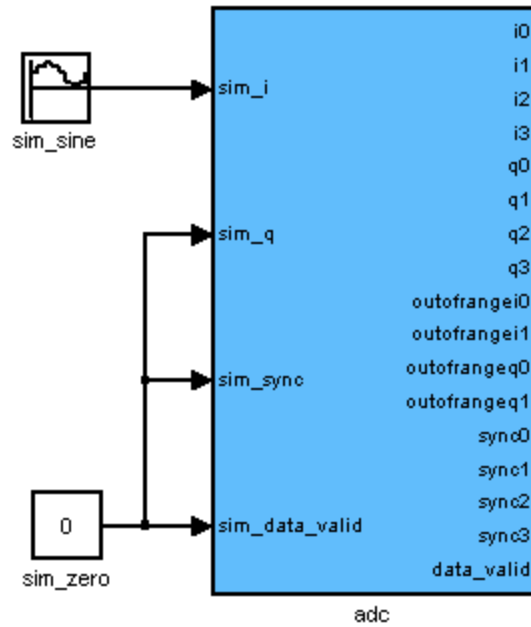 sim_sine
0
sim_zero
sim_i
sim_q
sim_sync
sim_data_valid
i0
i1
i2
i3
q0
q1
q2
q3
outofrangei0
outofrangei1
outofrangeq0
outofrangeq1
sync0
sync1
sync2
sync3
data_valid
adc